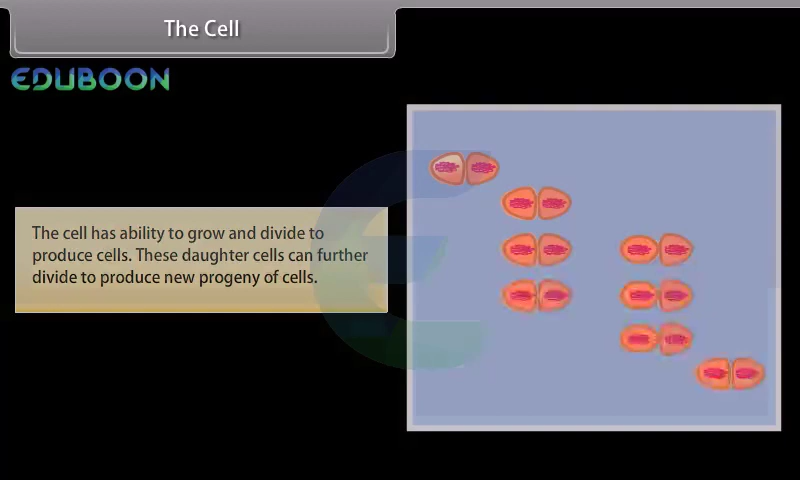 The Cell
EDUBOON
The cell has ability to grow and divide to
produce cells. These daughter cells can further
divide to produce new progeny of cells.